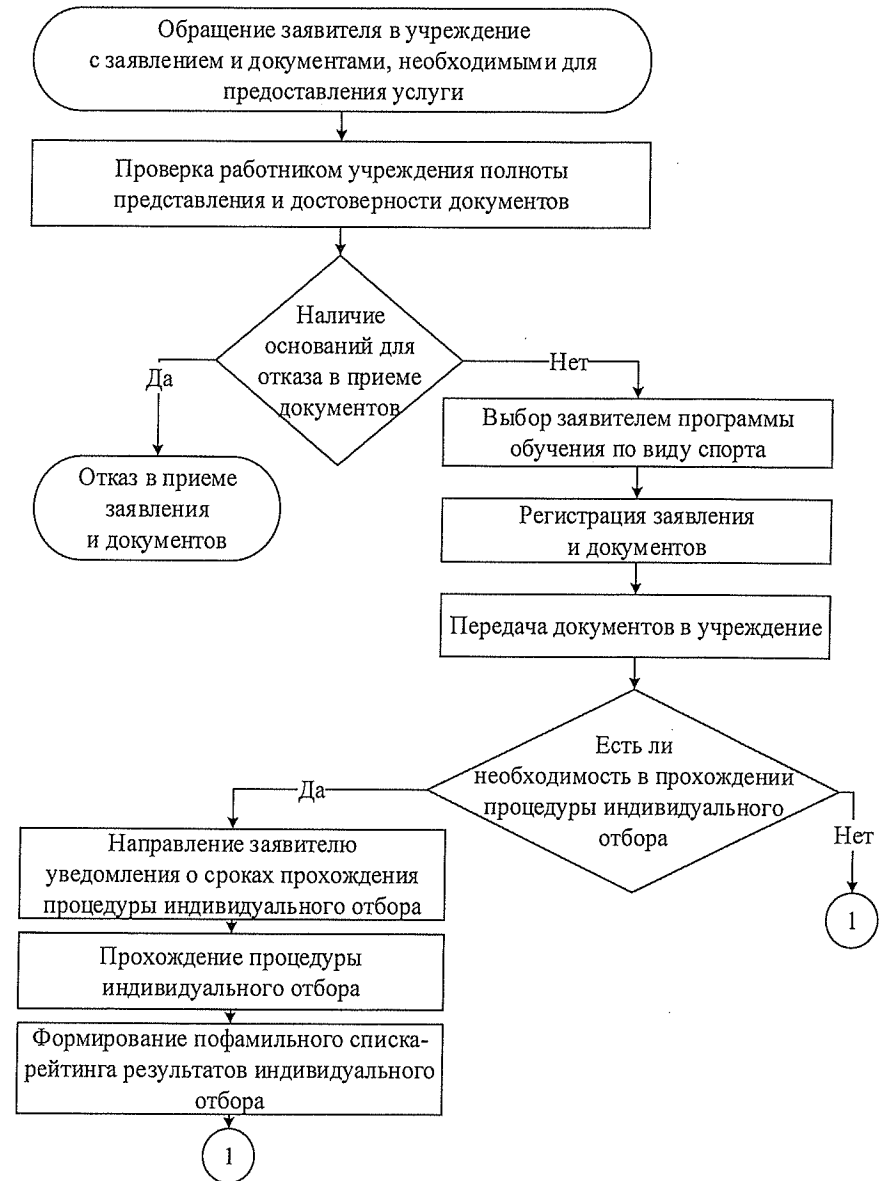 Обращение заявителя в учреждение
с заявлением и документами, необходимыми для
предоставления услуги
Проверка работником учреждения полноты
представления и достоверности документов
Наличие
оснований для
отказа в приеме
документов
Да
Нет
Отказ в приеме
заявления
и документов
Выбор заявителем программы
обучения по виду спорта
Регистрация заявления
и документов
Передача документов в учреждение
Есть ли
необходимость в прохождении
процедуры индивидуального
отбора
Да
Нет
1
Направление заявителю
уведомления о сроках прохождения
процедуры индивидуального отбора
Прохождение процедуры
индивидуального отбора
Формирование пофамильного списка-
рейтинга результатов индивидуального
отбора
1